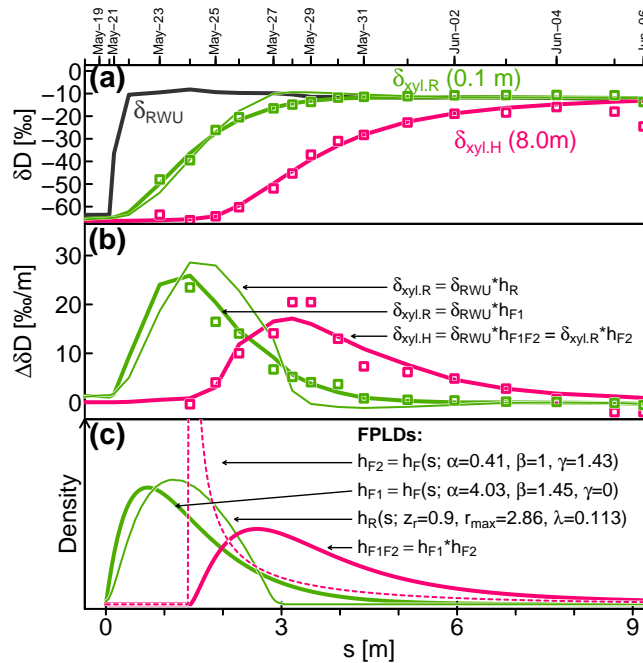 May−19
May−21
May−23
May−25
May−27
May−29
May−31
Jun−02
Jun−04
(a)
δxyl.R (0.1 m)
δRWU
δxyl.H (8.0m)
δD [‰]
0
−10
−20
−30
−40
−50
−60
(b)
δxyl.R = δRWU*hR
δxyl.R = δRWU*hF1
δxyl.H = δRWU*hF1F2 = δxyl.R*hF2
ΔδD [‰/m]
30
20
10
0
(c)
FPLDs:
hF2 = hF(s; α=0.41, β=1, γ=1.43)
hF1 = hF(s; α=4.03, β=1.45, γ=0)
hR(s; zr=0.9, rmax=2.86, λ=0.113)
hF1F2 = hF1*hF2
Density
0 3 6 9
s [m]